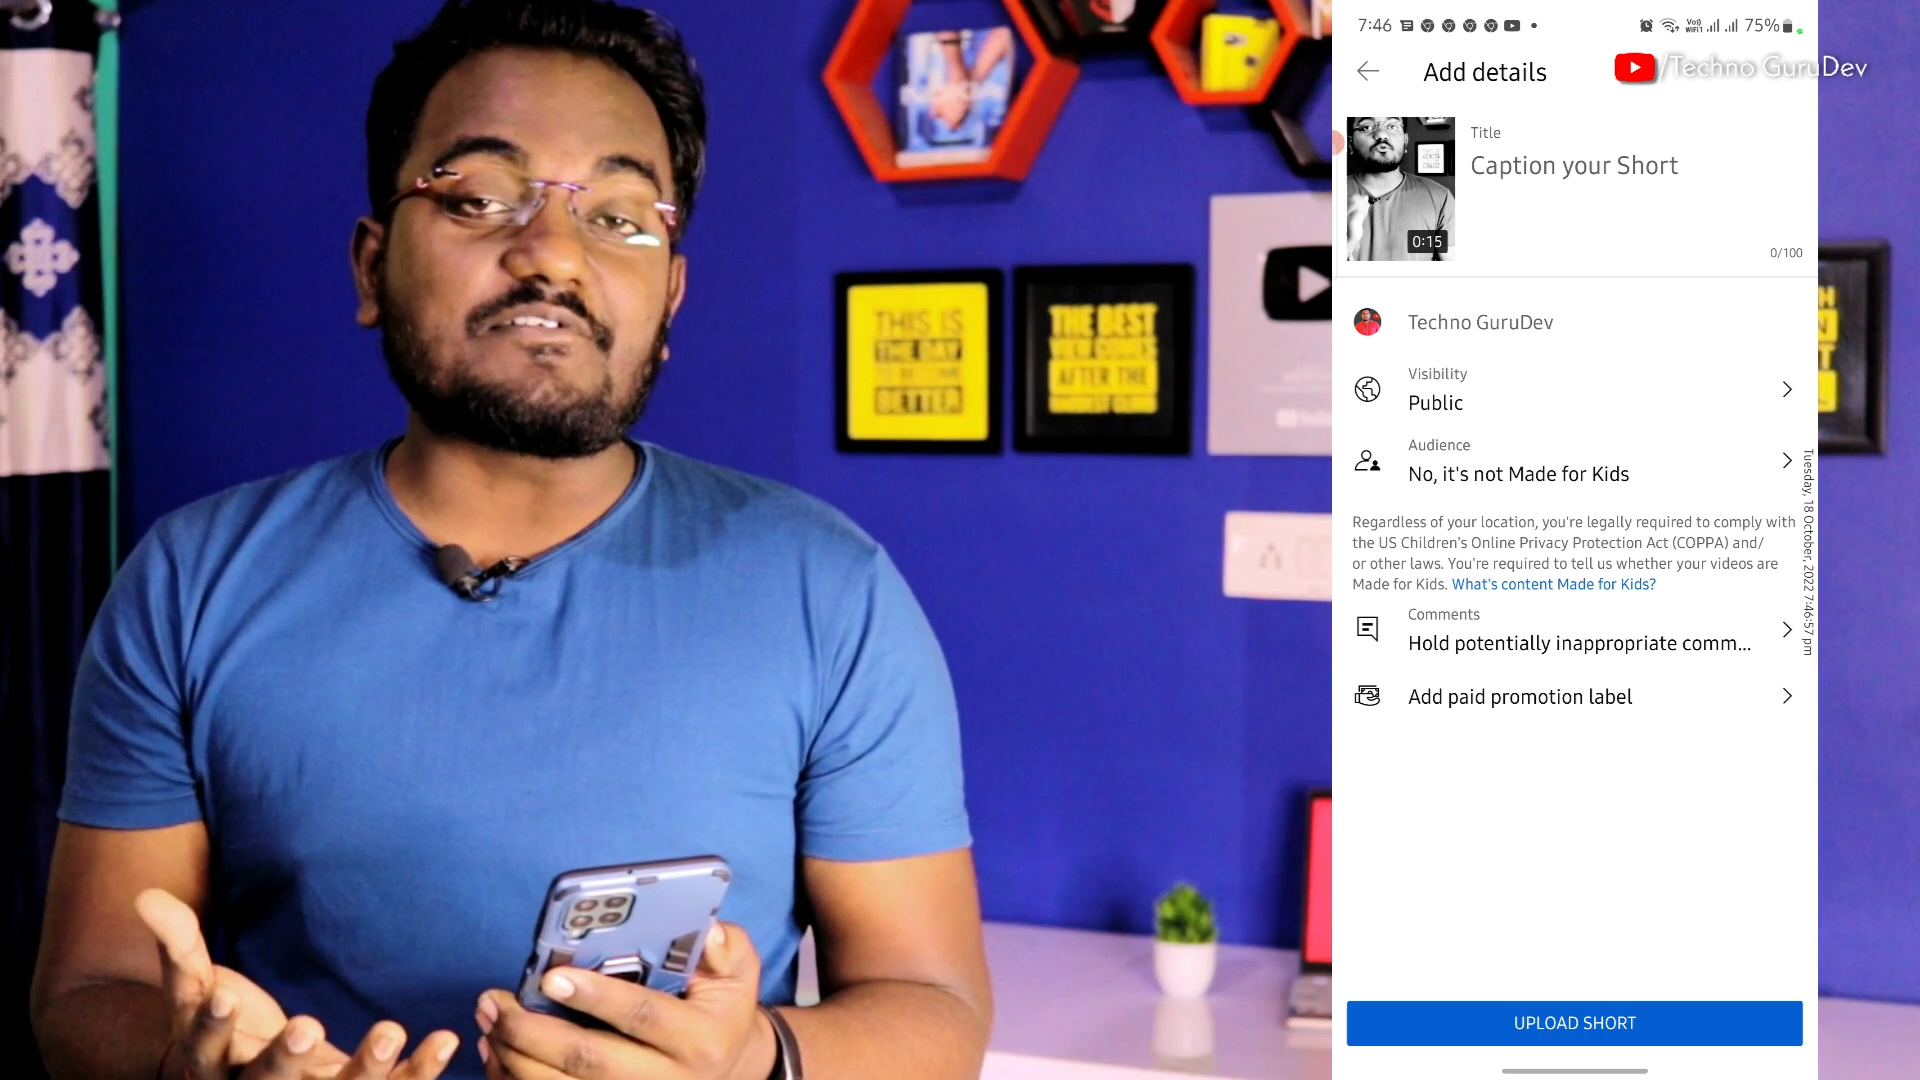 7:46
75%
Add details
/Techno GuruDev
Title
Caption your Short
0:15
0/100
Techno GuruDev
Visibility
Public
Audience
No, it's not Made for Kids
Regardless of your location, you're legally required to comply with
the US Children's Online Privacy Protection Act (COPPA) and/
or other laws. You're required to tell us whether your videos are
Made for Kids. What's content Made for Kids?
Comments
Hold potentially inappropriate comm...
Add paid promotion label
UPLOAD SHORT
Tuesday, 18 October, 2022 7:46:57 pm
THIS IS
THE DAY
BETTER
THE BEST
VIEW COMES
AFTER THE